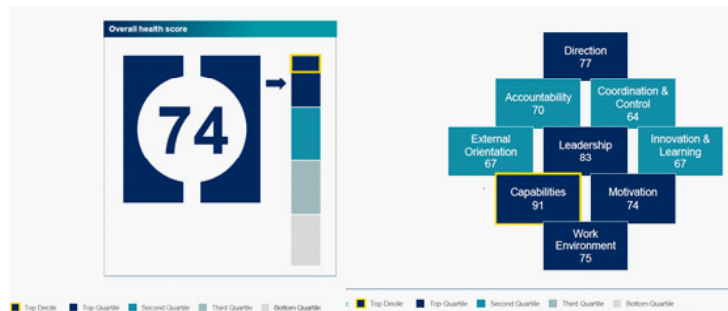 Overall health score
74
Top Decile Top Quartile Second Quartile Third Quartile Bottom Quartile
Direction
77
Accountability
70
Coordination &
Control
64
External
Orientation
67
Leadership
83
Innovation &
Learning
67
Capabilities
91
Motivation
74
Work
Environment
75
Top Decile Top Quartile Second Quartile Third Quartile Bottom Quartile